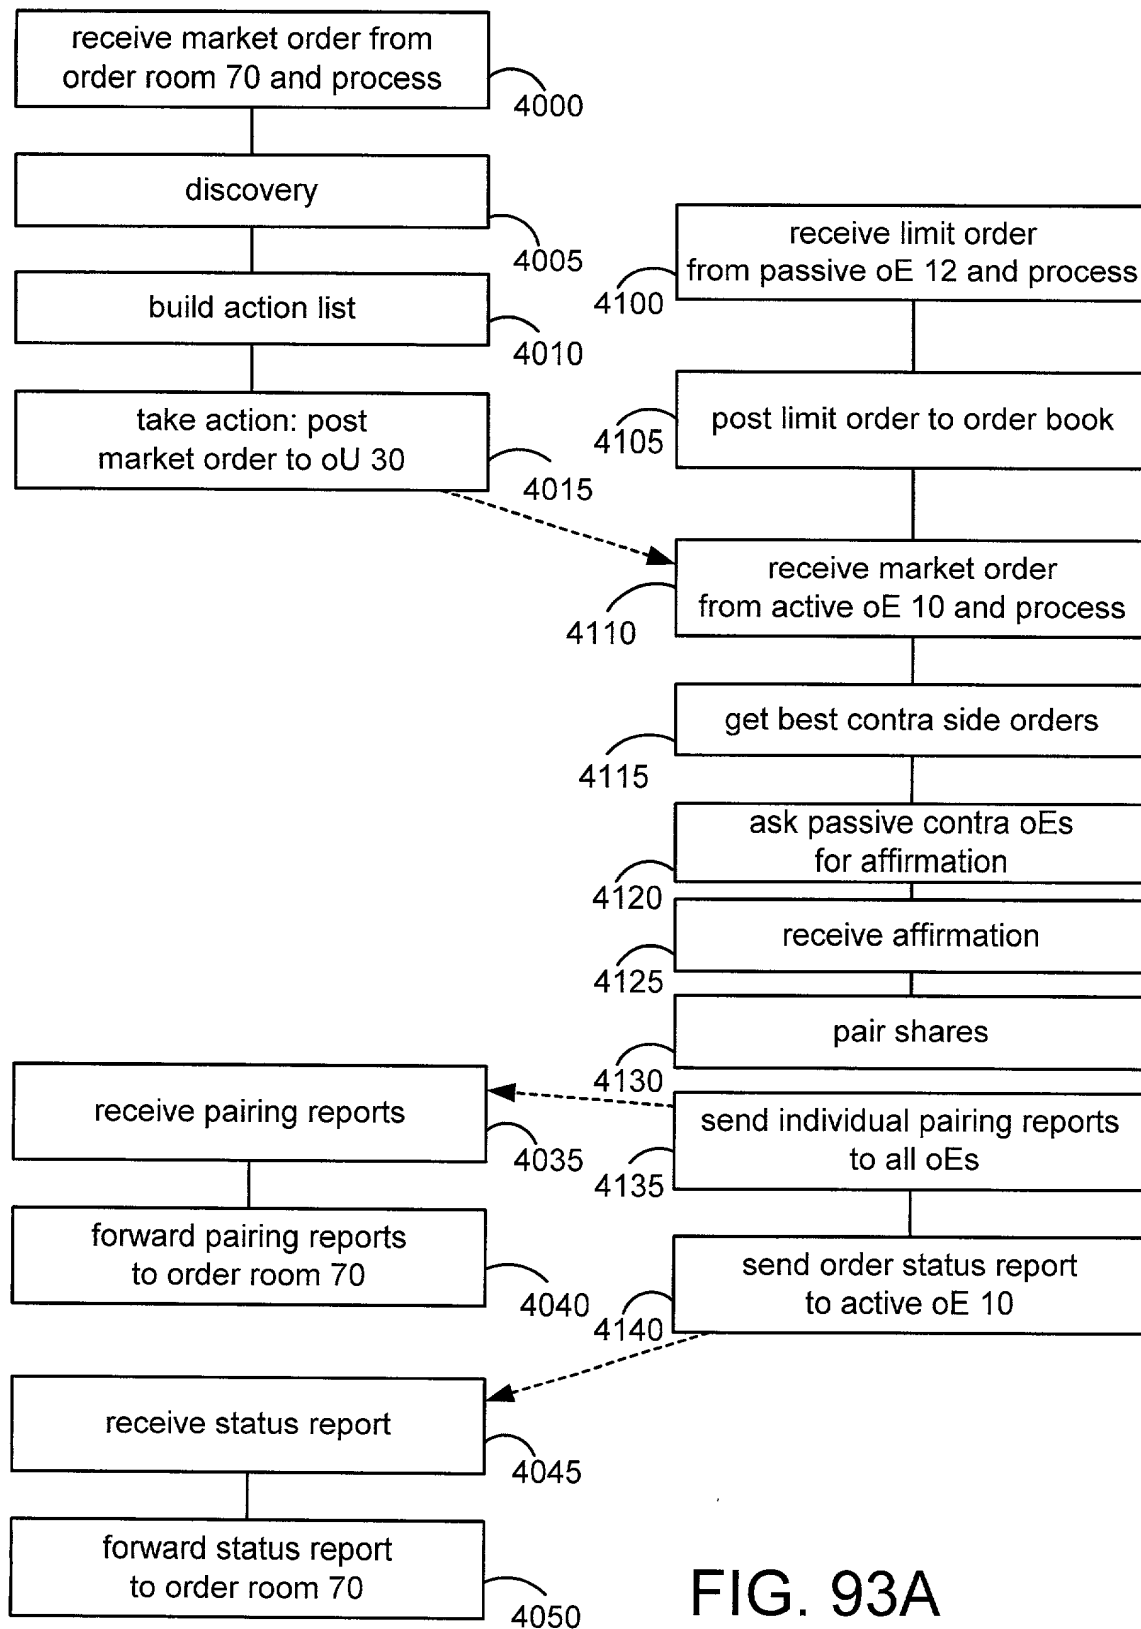 receive market order from
order room 70 and process
4000
discovery
4005
build action list
4010
take action: post
market order to oU 30
4015
receive limit order
from passive oE 12 and process
4100
post limit order to order book
4105
receive market order
from active oE 10 and process
4110
get best contra side orders
4115
ask passive contra oEs
for affirmation
4120
receive affirmation
4125
pair shares
4130
send individual pairing reports
to all oEs
4135
send order status report
to active oE 10
4140
receive pairing reports
4035
forward pairing reports
to order room 70
4040
receive status report
4045
forward status report
to order room 70
4050
FIG. 93A